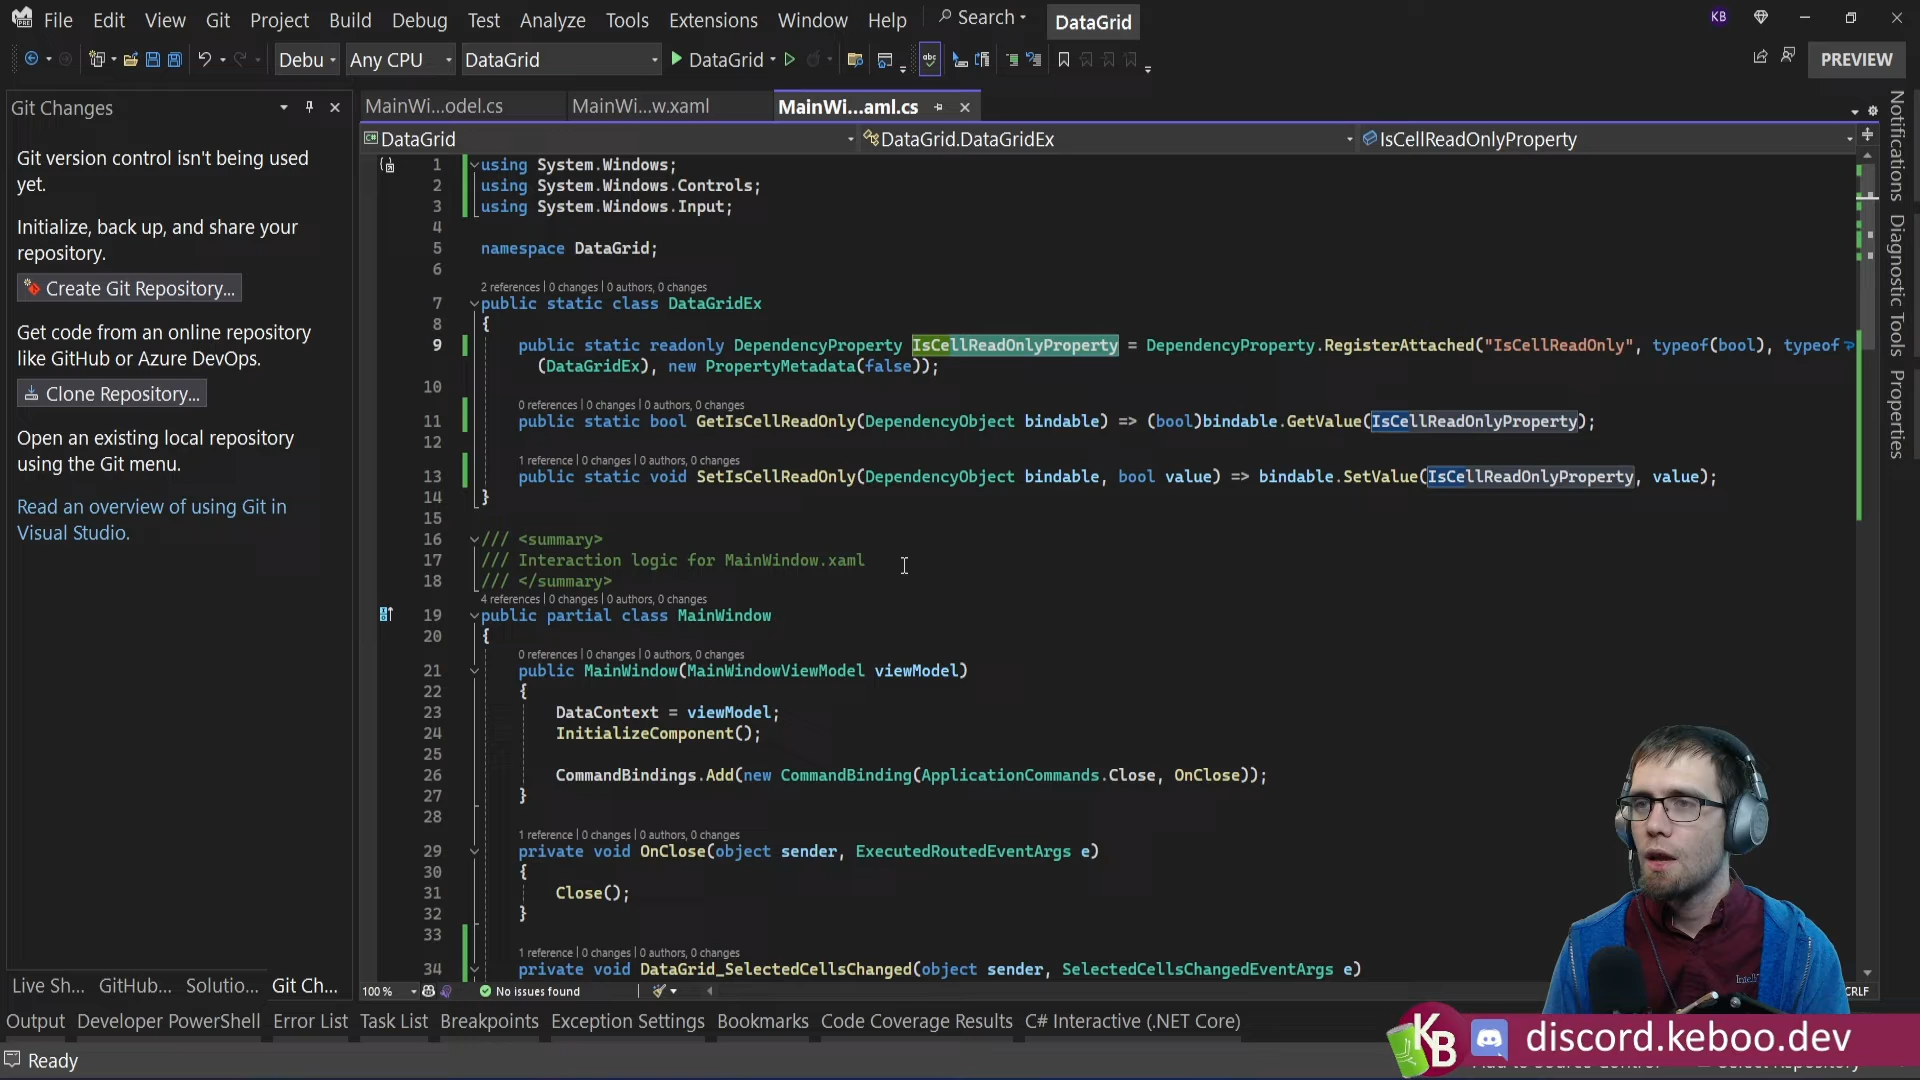 File Edit View Git Project Build Debug Test Analyze Tools Extensions Window Help Search DataGrid KB
Debu Any CPU DataGrid DataGrid PREVIEW
Git Changes
MainWi...odel.cs MainWi...w.xaml MainWi...aml.cs
DataGrid DataGrid.DataGridEx IsCellReadOnlyProperty
Git version control isn't being used
yet.
Initialize, back up, and share your
repository.
Create Git Repository...
Get code from an online repository
like GitHub or Azure DevOps.
Clone Repository...
Open an existing local repository
using the Git menu.
Read an overview of using Git in
Visual Studio.
1 using System.Windows;
2 using System.Windows.Controls;
3 using System.Windows.Input;
4
5 namespace DataGrid;
6
2 references | 0 changes | 0 authors, 0 changes
7 public static class DataGridEx
8 {
9 public static readonly DependencyProperty IsCellReadOnlyProperty = DependencyProperty.RegisterAttached("IsCellReadOnly", typeof(bool), typeof
(DataGridEx), new PropertyMetadata(false));
10
0 references | 0 changes | 0 authors, 0 changes
11 public static bool GetIsCellReadOnly(DependencyObject bindable) => (bool)bindable.GetValue(IsCellReadOnlyProperty);
12
1 reference | 0 changes | 0 authors, 0 changes
13 public static void SetIsCellReadOnly(DependencyObject bindable, bool value) => bindable.SetValue(IsCellReadOnlyProperty, value);
14 }
15
16 /// <summary>
17 /// Interaction logic for MainWindow.xaml
18 /// </summary>
4 references | 0 changes | 0 authors, 0 changes
19 public partial class MainWindow
20 {
0 references | 0 changes | 0 authors, 0 changes
21 public MainWindow(MainWindowViewModel viewModel)
22 {
23 DataContext = viewModel;
24 InitializeComponent();
25
26 CommandBindings.Add(new CommandBinding(ApplicationCommands.Close, OnClose));
27 }
28
1 reference | 0 changes | 0 authors, 0 changes
29 private void OnClose(object sender, ExecutedRoutedEventArgs e)
30 {
31 Close();
32 }
33
1 reference | 0 changes | 0 authors, 0 changes
34 private void DataGrid_SelectedCellsChanged(object sender, SelectedCellsChangedEventArgs e)
Notifications
Diagnostic Tools
Properties
Live Sh... GitHub... Solutio... Git Ch...
100 % No issues found CRLF
Output Developer PowerShell Error List Task List Breakpoints Exception Settings Bookmarks Code Coverage Results C# Interactive (.NET Core)
KB discord.keboo.dev
Ready